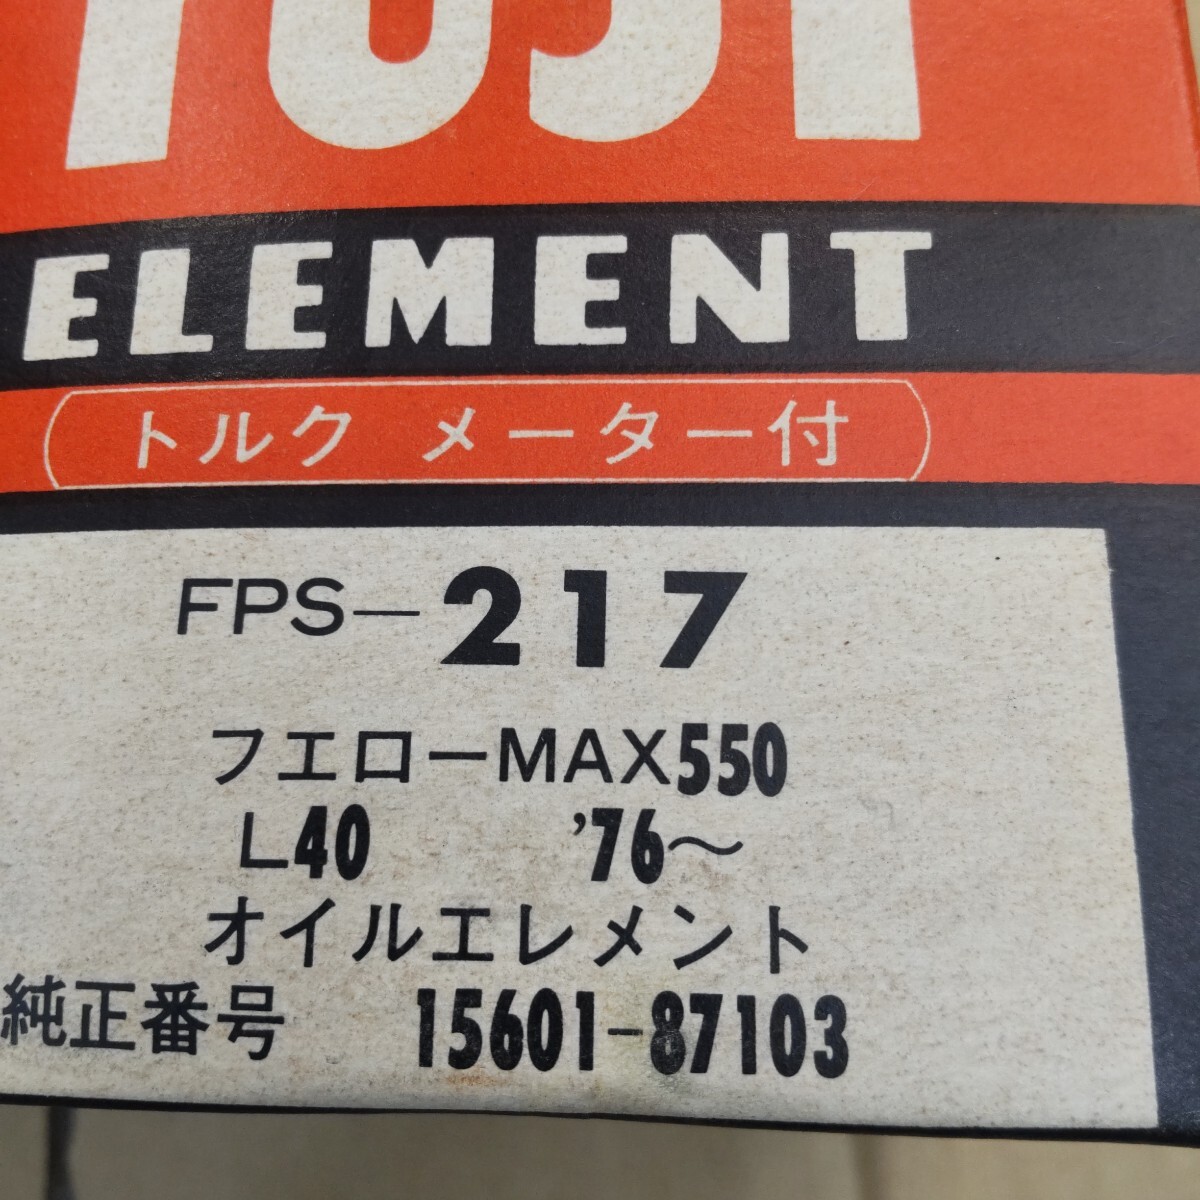 ELEMENT
トルク メーター付
FPS-217
フエローMAX550
L40 '76〜
オイルエレメント
純正番号 15601-87103